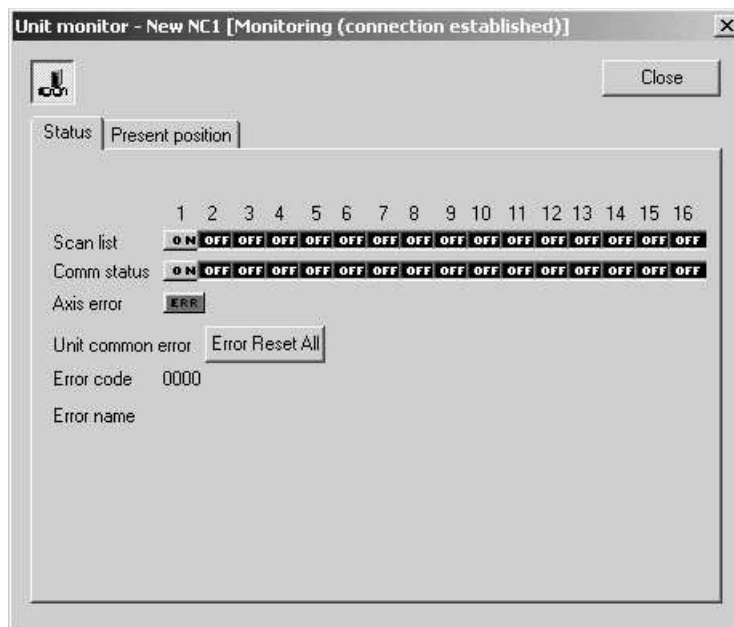 Unit monitor - New NC1 [Monitoring (connection established)]
Close
Status Present position
1 2 3 4 5 6 7 8 9 10 11 12 13 14 15 16
Scan list ON OFF OFF OFF OFF OFF OFF OFF OFF OFF OFF OFF OFF OFF OFF OFF
Comm status ON OFF OFF OFF OFF OFF OFF OFF OFF OFF OFF OFF OFF OFF OFF OFF
Axis error ERR
Unit common error Error Reset All
Error code 0000
Error name